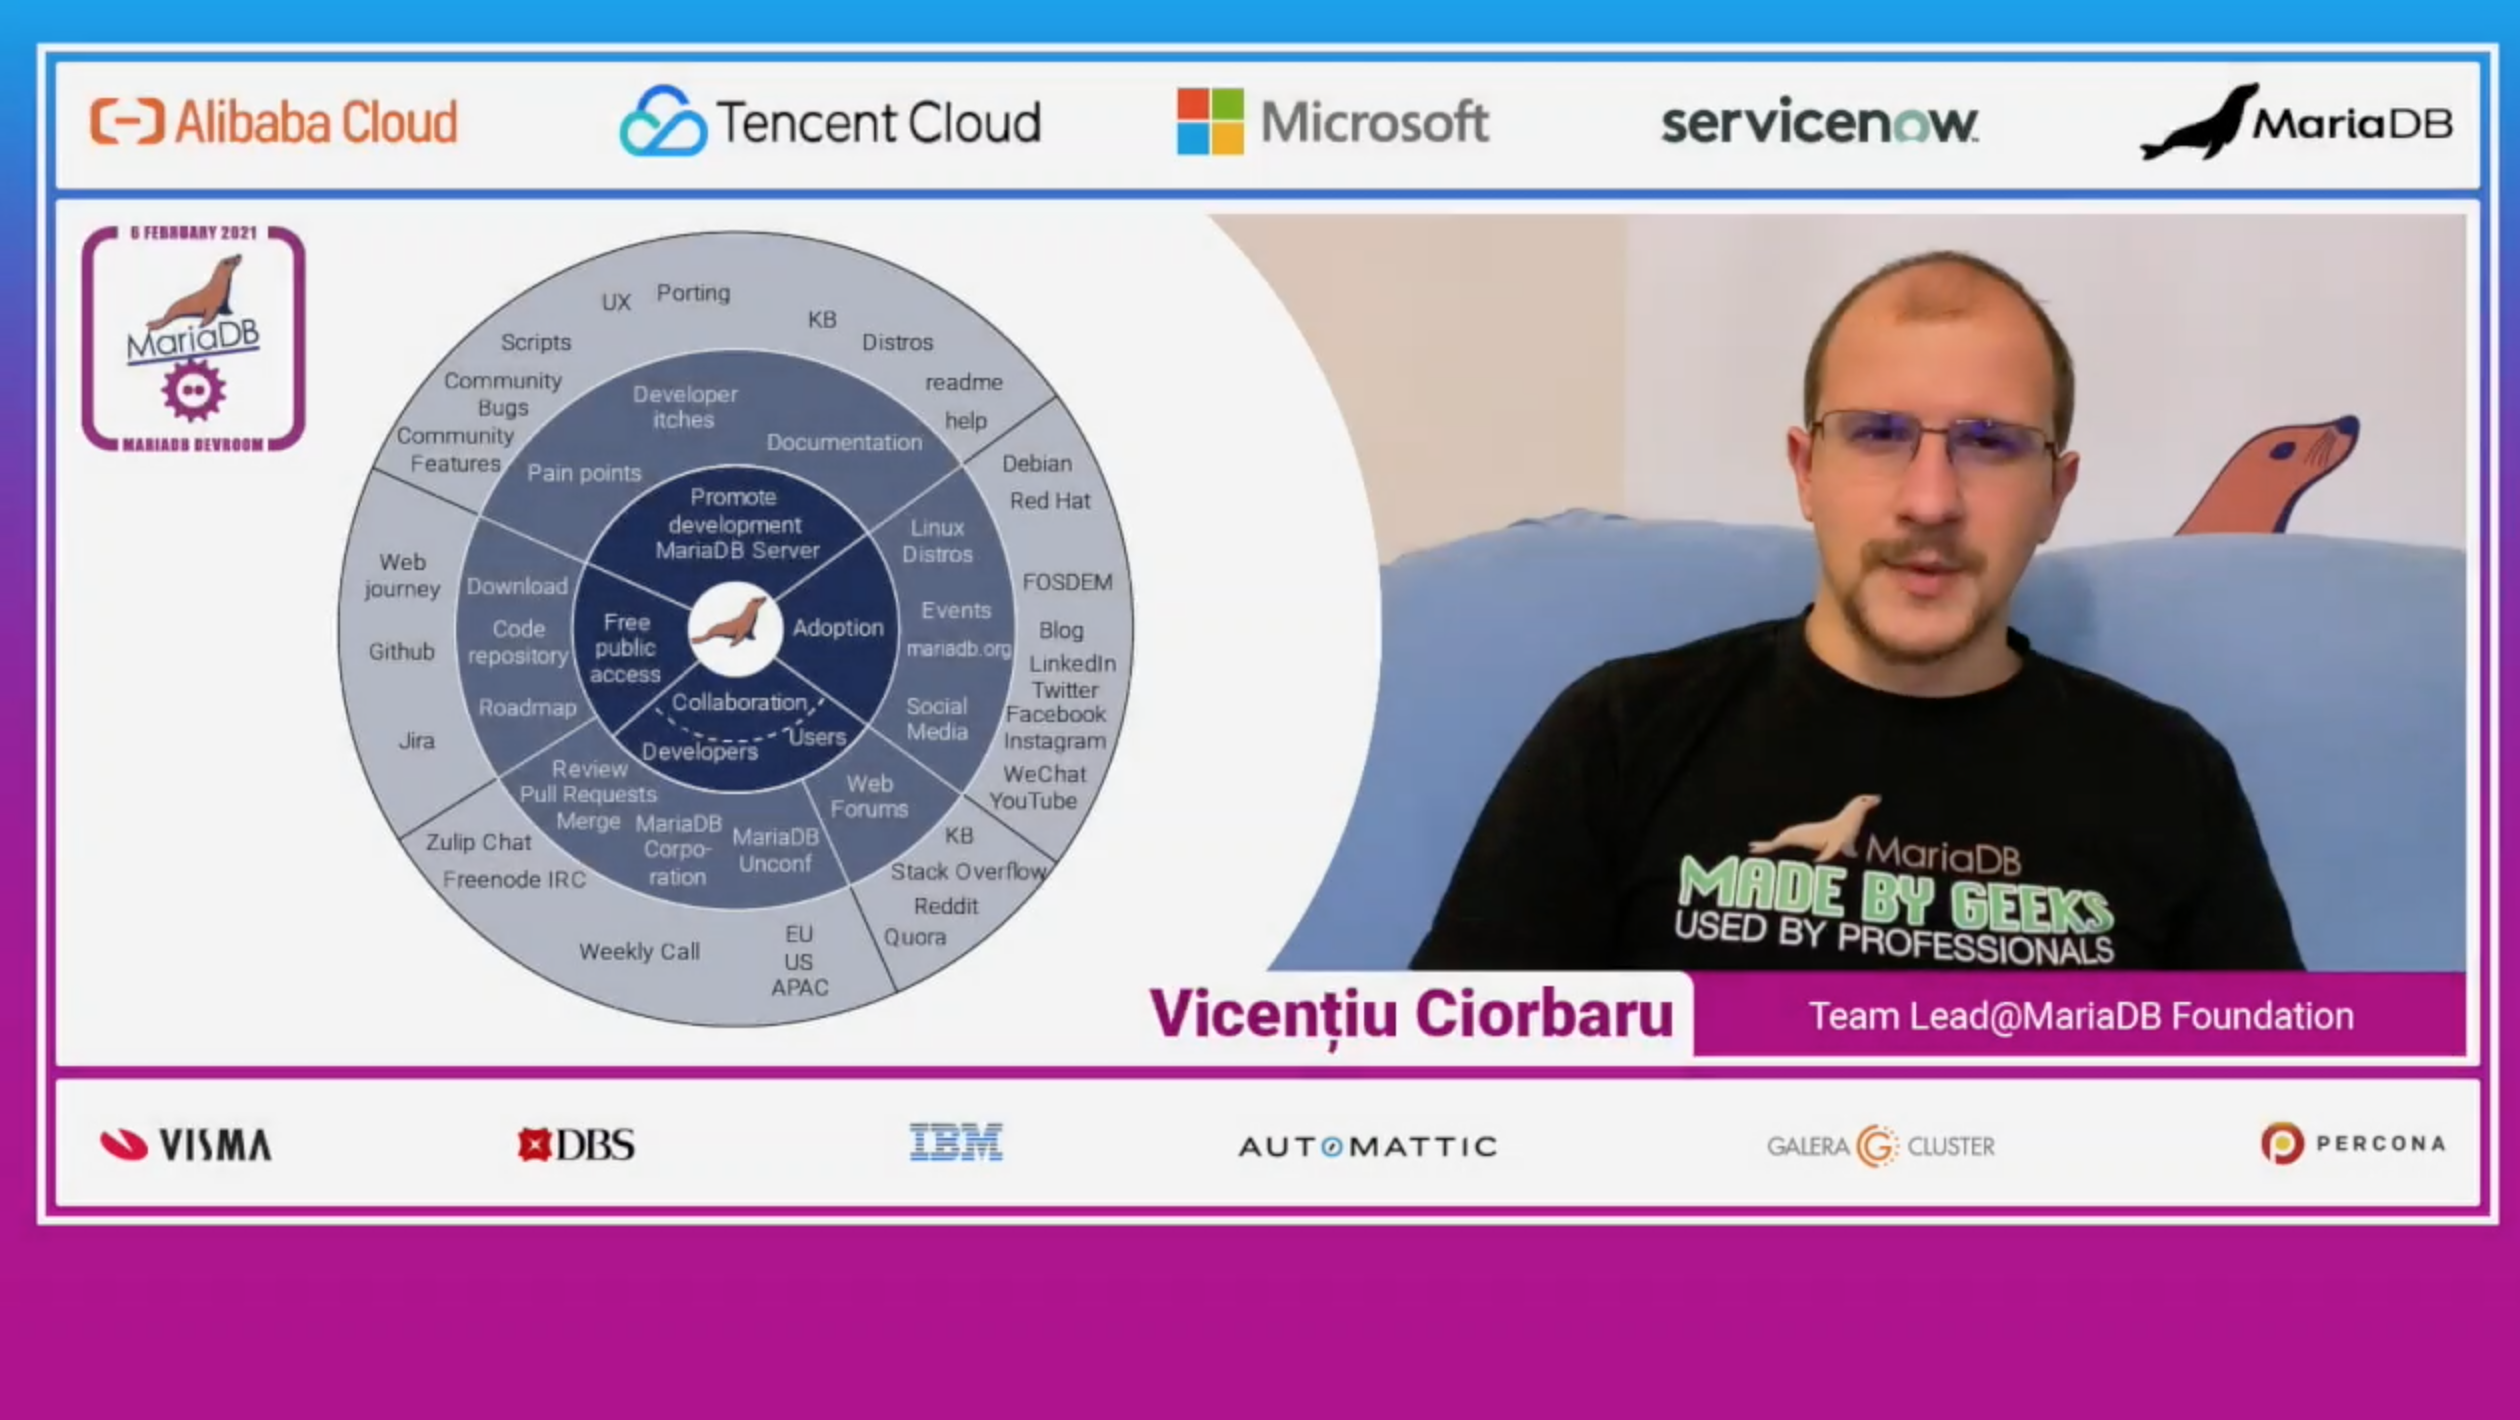 Alibaba Cloud
Tencent Cloud
Microsoft
servicenow
MariaDB
6 FEBRUARY 2021
MariaDB
MARIADB DEVROOM
UX
Porting
KB
Scripts
Distros
Community
Bugs
readme
help
Community
Features
Developer
itches
Documentation
Pain points
Debian
Red Hat
Promote
development
MariaDB Server
Linux
Distros
Web
journey
Download
FOSDEM
Free
public
access
Adoption
Events
Code
repository
Github
mariadb.org
Blog
LinkedIn
Twitter
Facebook
Instagram
Roadmap
Collaboration
Developers
Users
Social
Media
Jira
WeChat
YouTube
Review
Pull Requests
Merge
MariaDB
Corpo-
ration
MariaDB
Unconf
Web
Forums
KB
Zulip Chat
Freenode IRC
Stack Overflow
Reddit
Quora
Weekly Call
EU
US
APAC
MariaDB
MADE BY GEEKS
USED BY PROFESSIONALS
Vicențiu Ciorbaru
Team Lead@MariaDB Foundation
VISMA
DBS
IBM
AUTOMATTIC
GALERA CLUSTER
PERCONA